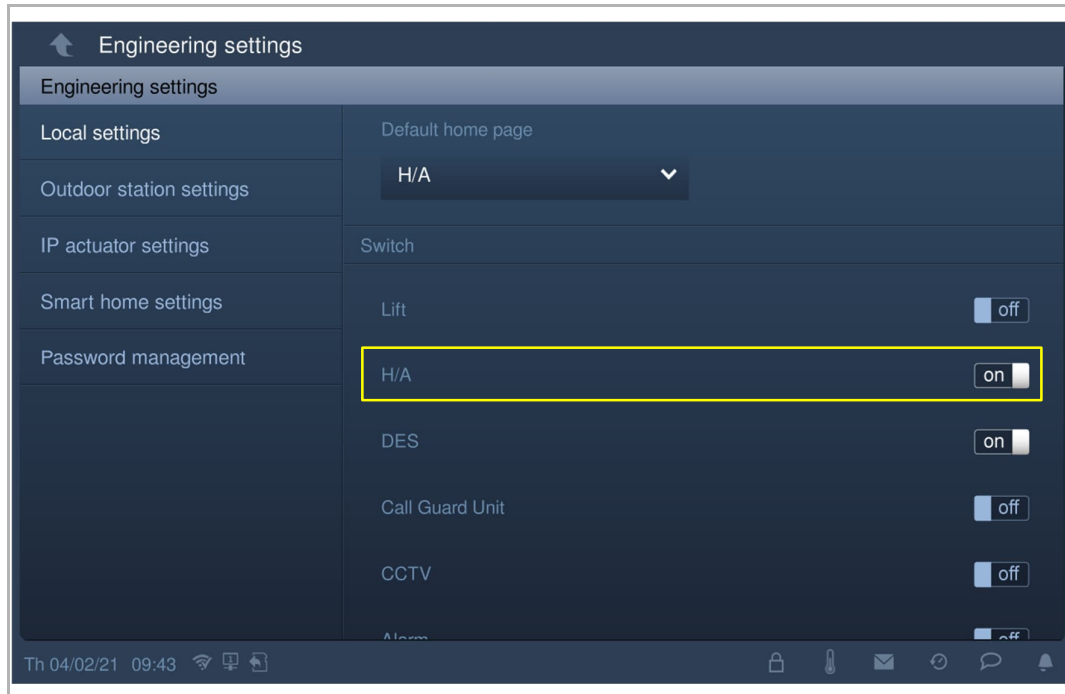 Engineering settings
Engineering settings
Local settings
Outdoor station settings
IP actuator settings
Smart home settings
Password management
Default home page
H/A
Switch
Lift off
H/A on
DES on
Call Guard Unit off
CCTV off
Alarm off
Th 04/02/21 09:43